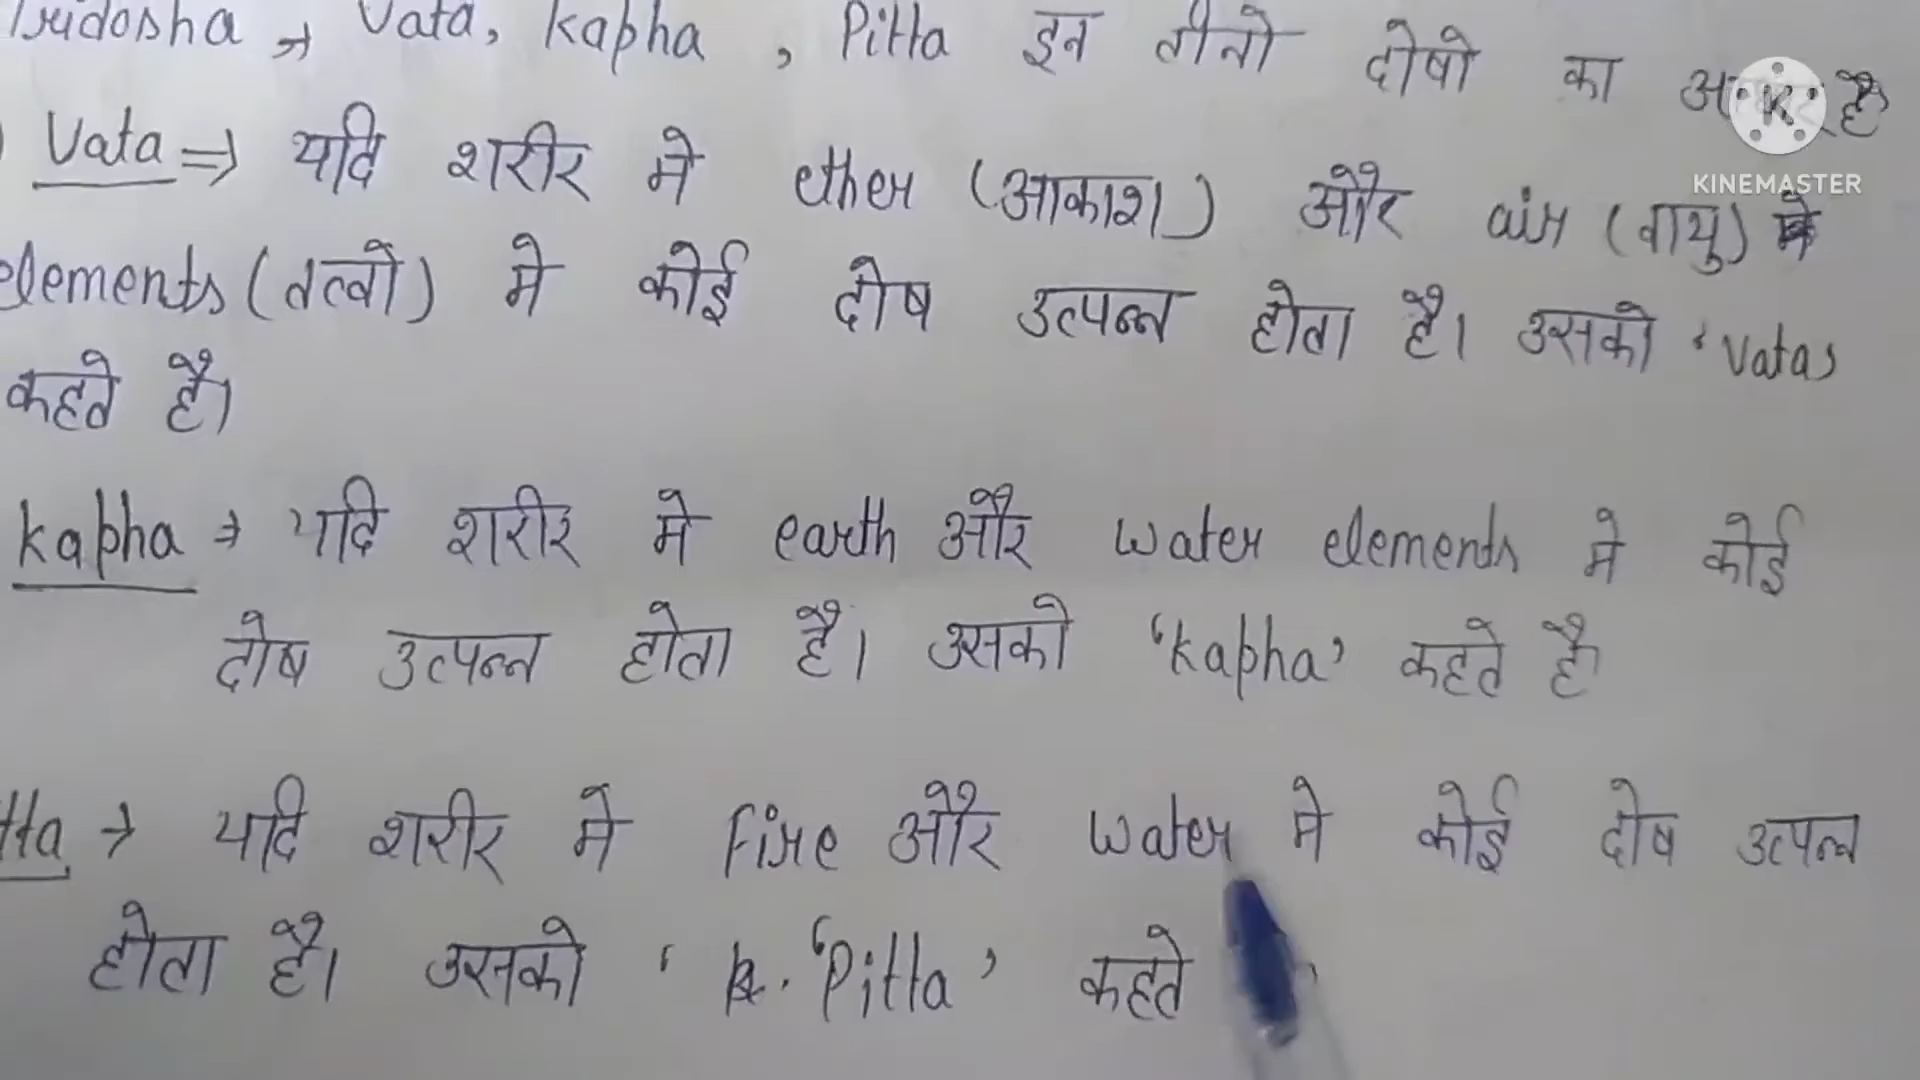 Tridosha → Vata, Kapha, Pitta इन तीनो दोषो का है
Vata ⇒ यदि शरीर मे ether (आकाश) और air (वायु) के
elements (तत्वो) मे कोई दोष उत्पन्न होता है। उसको 'Vata'
कहते है।
Kapha → यदि शरीर मे earth और water elements मे कोई
दोष उत्पन्न होता है। उसको 'Kapha' कहते है
tta → यदि शरीर मे Fire और water मे कोई दोष उत्पन्न
होता है। उसको ' 'Pitta' कहते
K
KINEMASTER